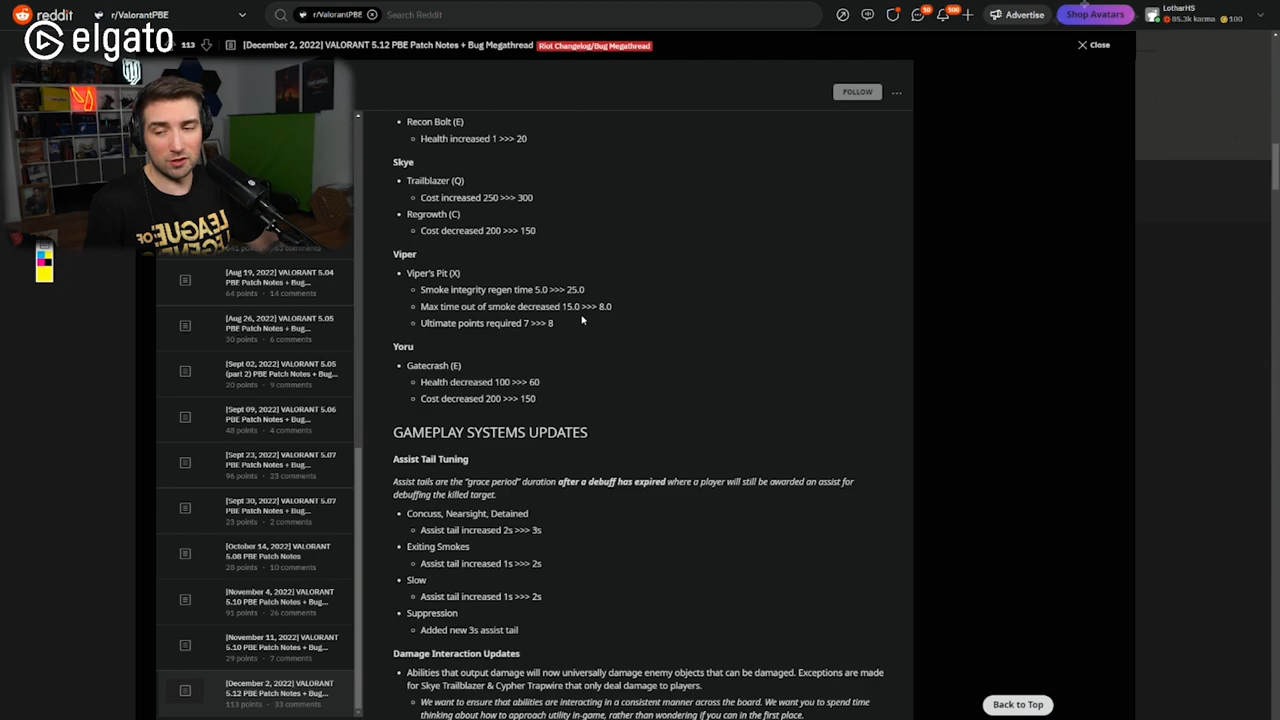 reddit
r/ValorantPBE
r/ValorantPBE
Search Reddit
10
500
Advertise
Shop Avatars
LotharHS
85.3k karma
100
elgato
113
[December 2, 2022] VALORANT 5.12 PBE Patch Notes + Bug Megathread
Riot Changelog/Bug Megathread
Close
FOLLOW
Recon Bolt (E)
Health increased 1 >>> 20
Skye
Trailblazer (Q)
Cost increased 250 >>> 300
Regrowth (C)
Cost decreased 200 >>> 150
Viper
Viper's Pit (X)
Smoke integrity regen time 5.0 >>> 25.0
Max time out of smoke decreased 15.0 >>> 8.0
Ultimate points required 7 >>> 8
Yoru
Gatecrash (E)
Health decreased 100 >>> 60
Cost decreased 200 >>> 150
GAMEPLAY SYSTEMS UPDATES
Assist Tail Tuning
Assist tails are the "grace period" duration after a debuff has expired where a player will still be awarded an assist for
debuffing the killed target.
Concuss, Nearsight, Detained
Assist tail increased 2s >>> 3s
Exiting Smokes
Assist tail increased 1s >>> 2s
Slow
Assist tail increased 1s >>> 2s
Suppression
Added new 3s assist tail
Damage Interaction Updates
Abilities that output damage will now universally damage enemy objects that can be damaged. Exceptions are made
for Skye Trailblazer & Cypher Trapwire that only deal damage to players.
We want to ensure that abilities are interacting in a consistent manner across the board. We want you to spend time
thinking about how to approach utility in-game, rather than wondering if you can in the first place.
LEAGUE
OF
LEGENDS
comments
[Aug 19, 2022] VALORANT 5.04
PBE Patch Notes + Bug...
64 points · 14 comments
[Aug 26, 2022] VALORANT 5.05
PBE Patch Notes + Bug...
30 points · 6 comments
[Sept 02, 2022] VALORANT 5.05
(part 2) PBE Patch Notes + Bug...
20 points · 9 comments
[Sept 09, 2022] VALORANT 5.06
PBE Patch Notes + Bug...
48 points · 4 comments
[Sept 23, 2022] VALORANT 5.07
PBE Patch Notes + Bug...
96 points · 23 comments
[Sept 30, 2022] VALORANT 5.07
PBE Patch Notes + Bug...
23 points · 2 comments
[October 14, 2022] VALORANT
5.08 PBE Patch Notes
28 points · 10 comments
[November 4, 2022] VALORANT
5.10 PBE Patch Notes + Bug...
91 points · 26 comments
[November 11, 2022] VALORANT
5.10 PBE Patch Notes + Bug...
29 points · 7 comments
[December 2, 2022] VALORANT
5.12 PBE Patch Notes + Bug...
113 points · 33 comments
Back to Top